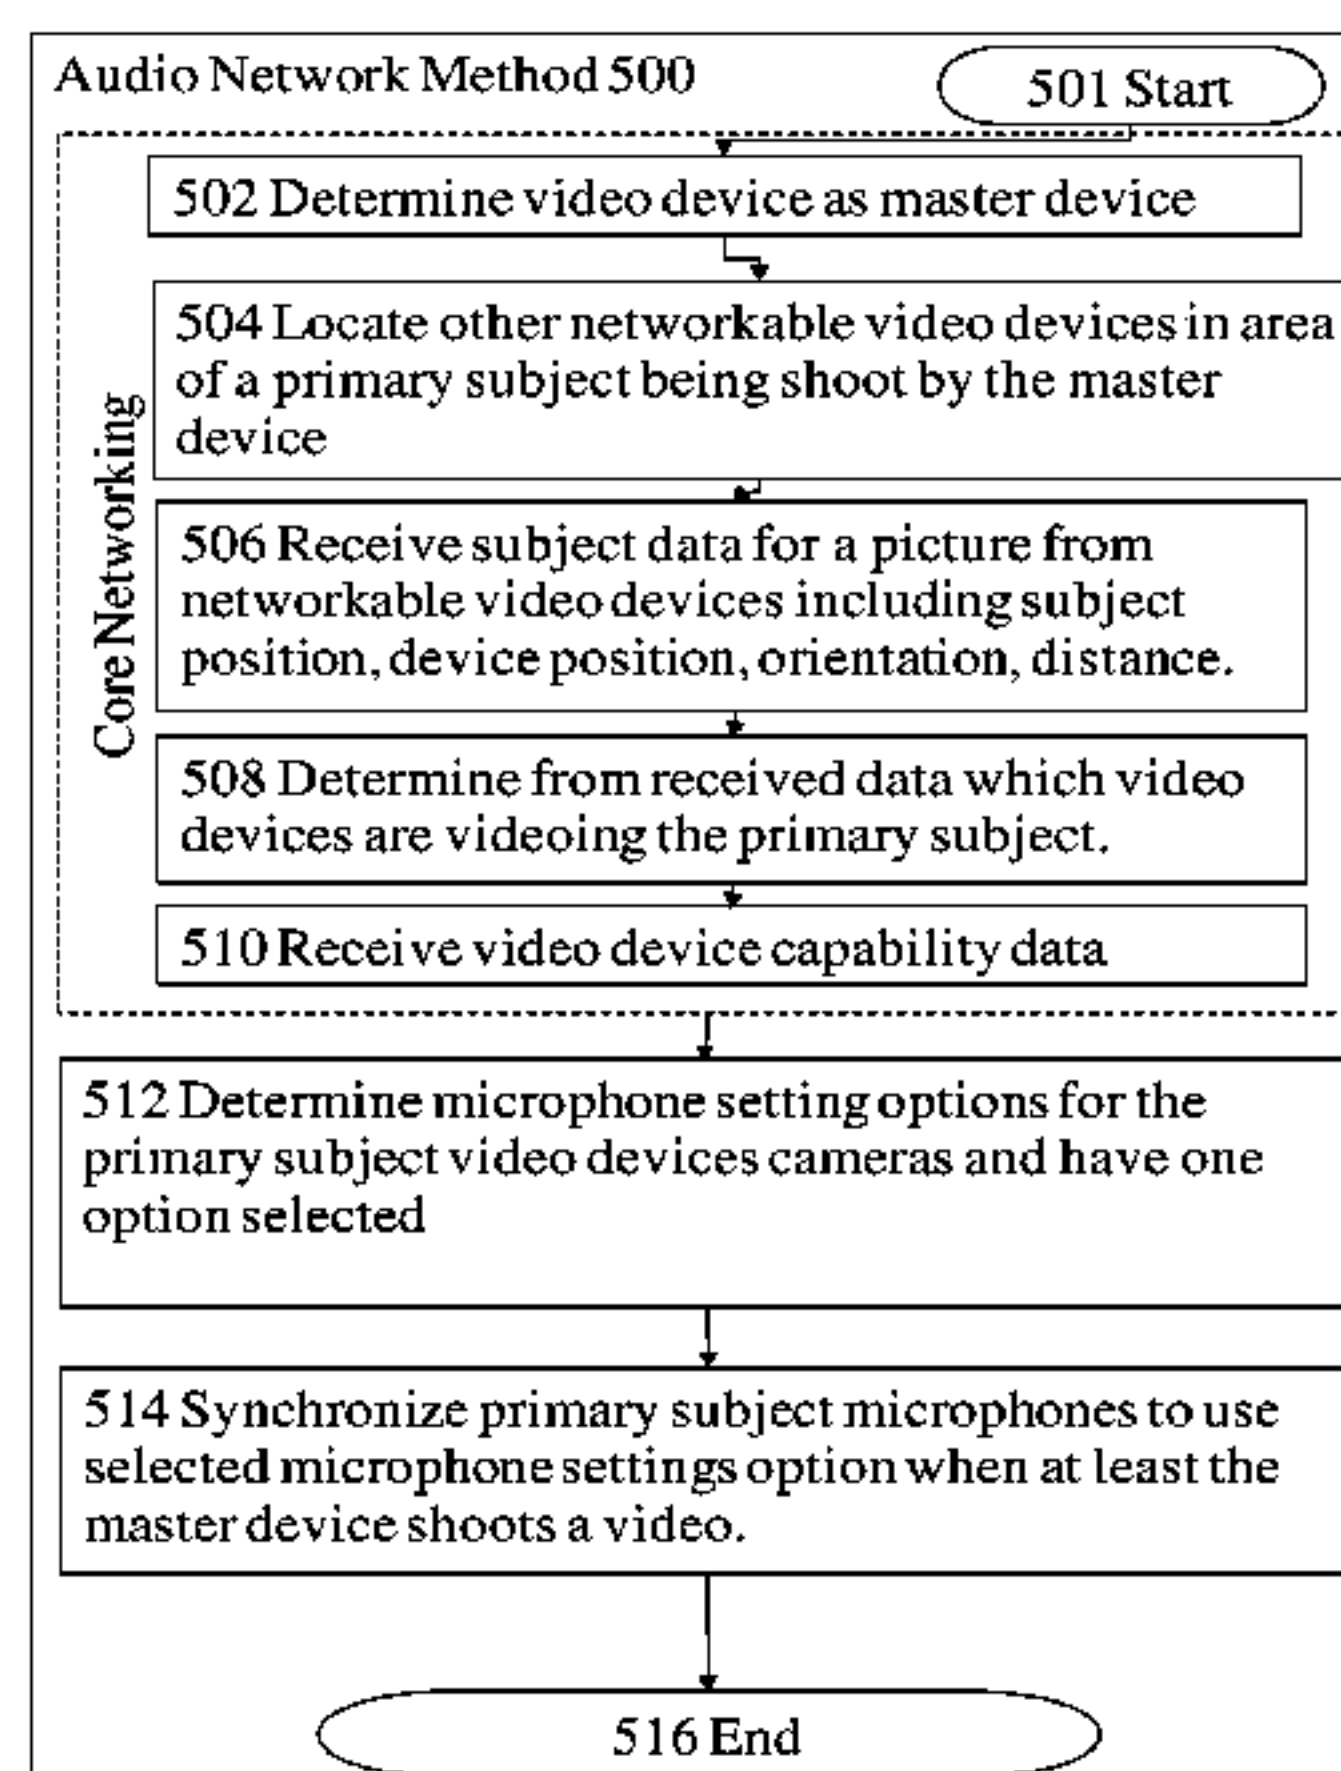 Audio Network Method 500
501 Start
502 Determine video device as master device
504 Locate other networkable video devices in area
of a primary subject being shoot by the master
device
Core Networking
506 Receive subject data for a picture from
networkable video devices including subject
position, device position, orientation, distance.
508 Determine from received data which video
devices are videoing the primary subject.
510 Receive video device capability data
512 Determine microphone setting options for the
primary subject video devices cameras and have one
option selected
514 Synchronize primary subject microphones to use
selected microphone settings option when at least the
master device shoots a video.
516 End